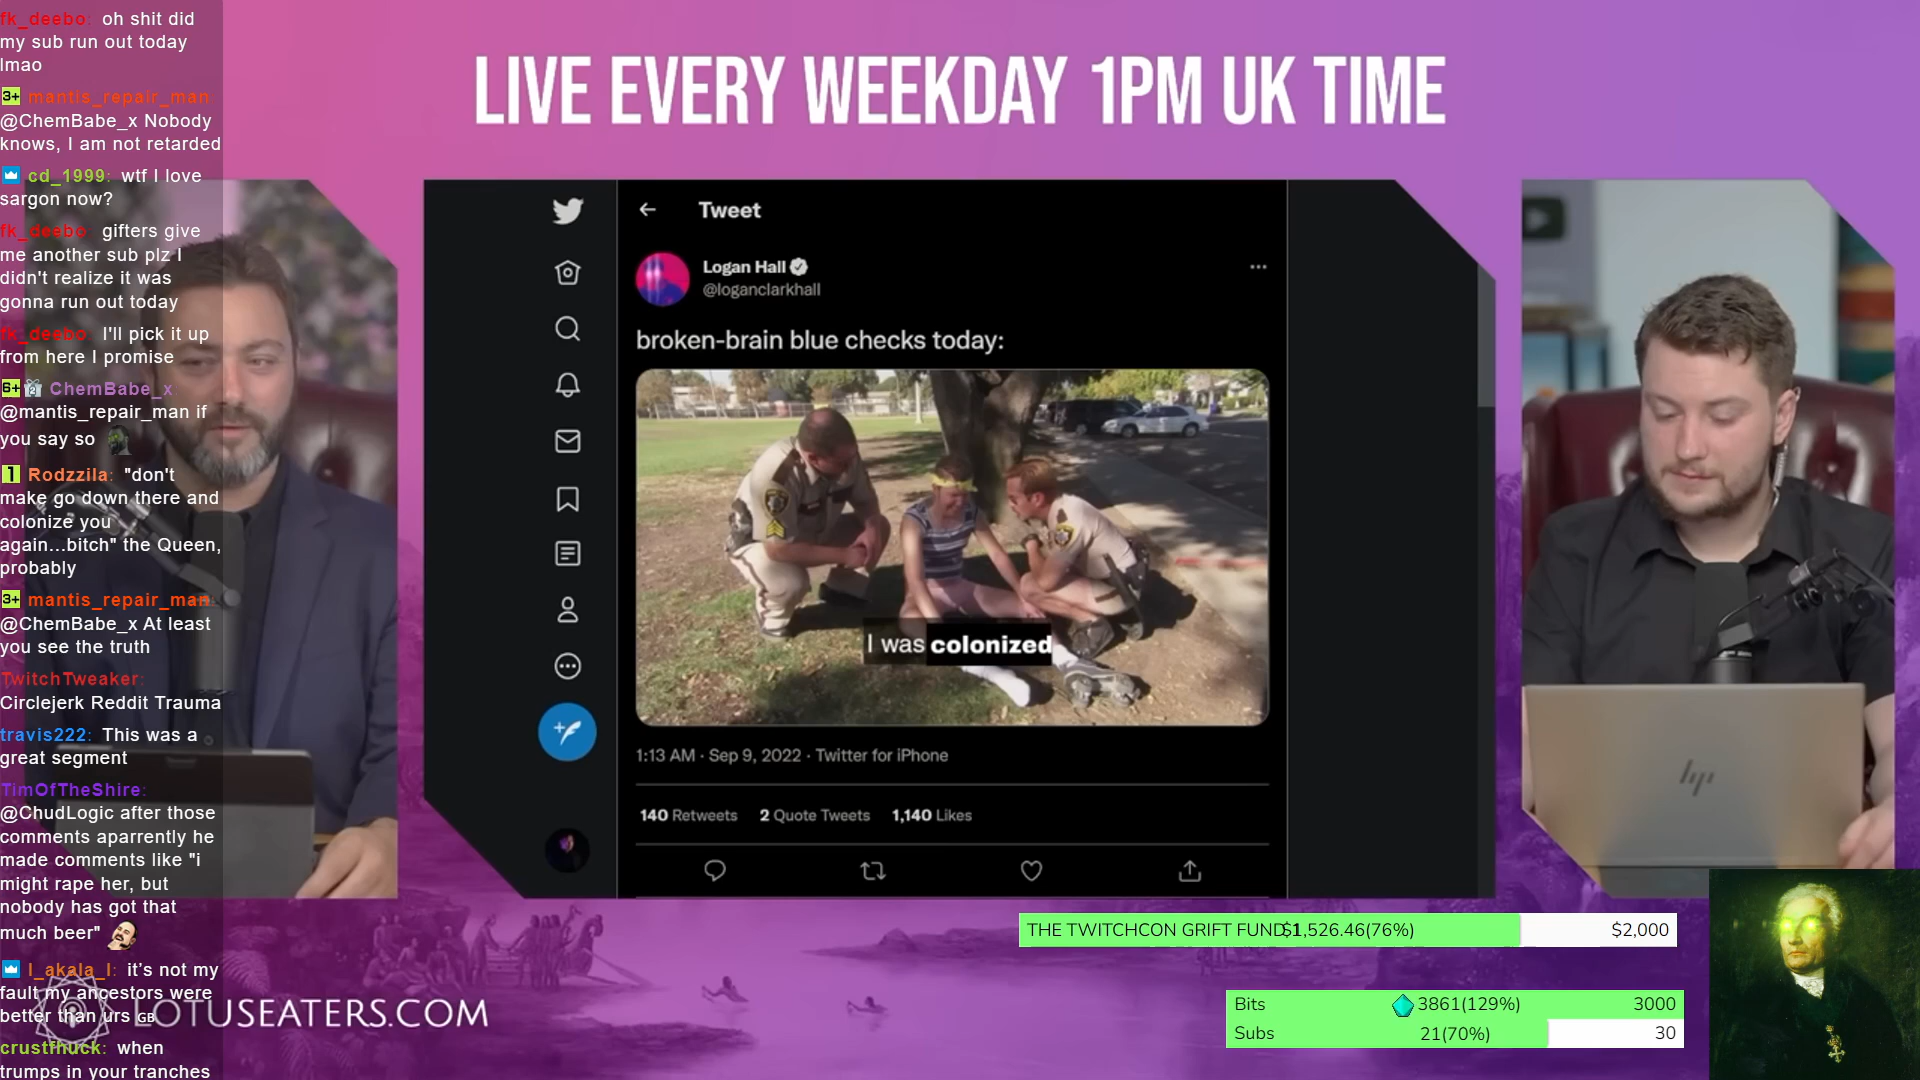 fk_deebo: oh shit did
my sub run out today
lmao
3+ mantis_repair_man
@ChemBabe_x Nobody
knows, I am not retarded
cd_1999: wtf I love
sargon now?
fk_deebo: gifters give
me another sub plz I
didn't realize it was
gonna run out today
fk_deebo: I'll pick it up
from here I promise
6+ 2 ChemBabe_x
@mantis_repair_man if
you say so
1 Rodzzila: "don't
make go down there and
colonize you
again...bitch" the Queen,
probably
3+ mantis_repair_man
@ChemBabe_x At least
you see the truth
TwitchTweaker:
Circlejerk Reddit Trauma
travis222: This was a
great segment
TimOfTheShire:
@ChudLogic after those
comments aparrently he
made comments like "i
might rape her, but
nobody has got that
much beer"
l_akala_l: it's not my
fault my ancestors were
better than urs GB
crustfhuck: when
trumps in your tranches
LIVE EVERY WEEKDAY 1PM UK TIME
Tweet
Logan Hall
@loganclarkhall
broken-brain blue checks today:
I was colonized
1:13 AM · Sep 9, 2022 · Twitter for iPhone
140 Retweets 2 Quote Tweets 1,140 Likes
hp
THE TWITCHCON GRIFT FUND $1,526.46(76%) $2,000
Bits 3861(129%) 3000
Subs 21(70%) 30
LOTUSEATERS.COM